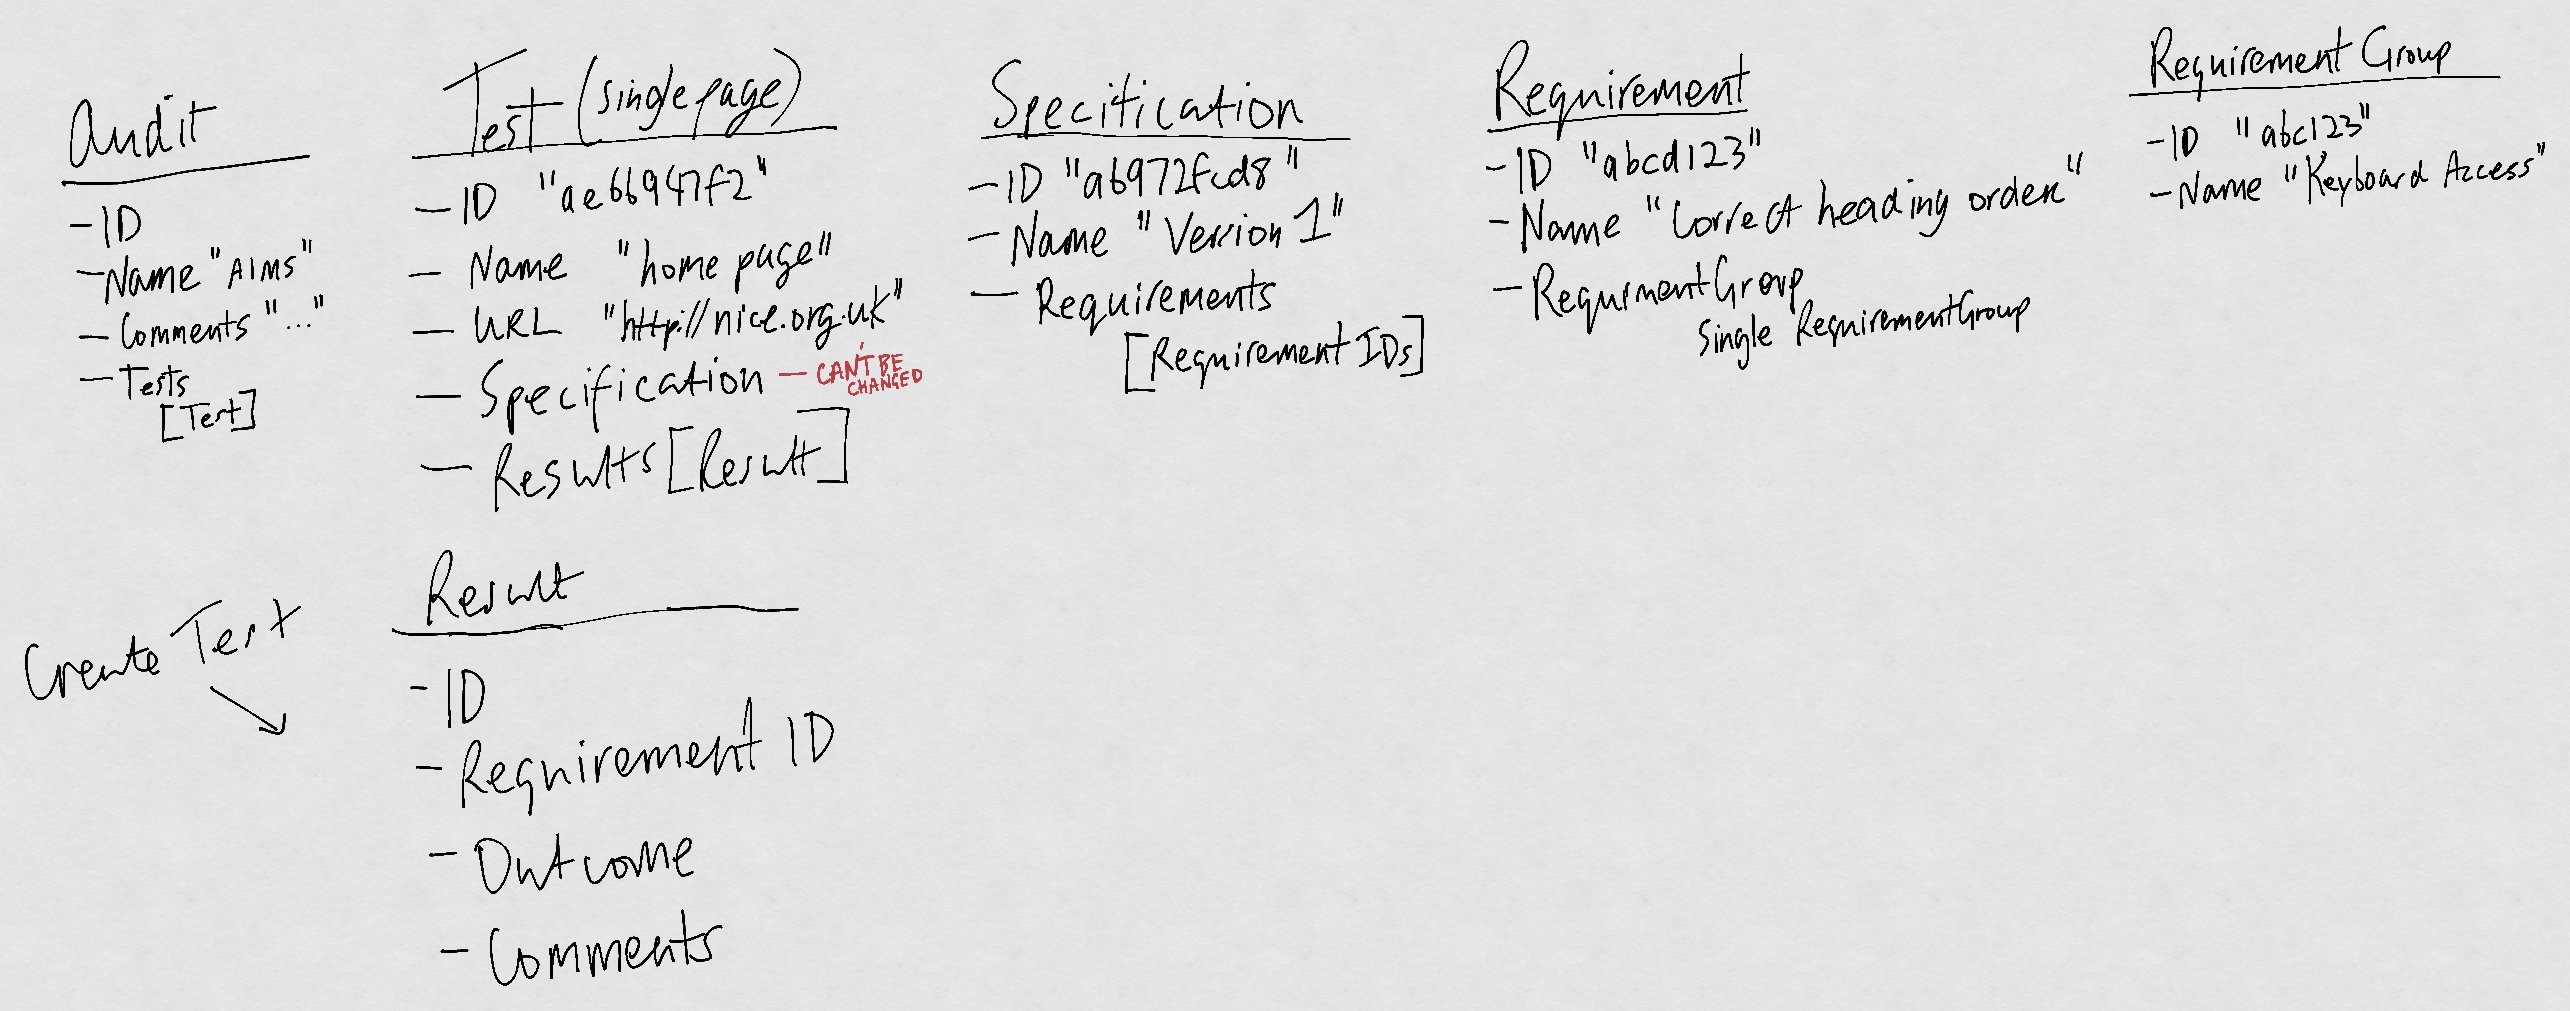 Audit
- ID
- Name "AIMS"
- Comments "..."
- Tests
[Test]
Test (single page)
- ID "ae66947f2"
- Name "home page"
- URL "http://nice.org.uk"
- Specification - CAN'T BE
CHANGED
- Results [Result]
Specification
- ID "a6972fcd8"
- Name "Version 1"
- Requirements
[Requirement IDs]
Requirement
- ID "abcd123"
- Name "Correct heading order"
- RequirmentGroup
Single RequirementGroup
Requirement Group
- ID "abc123"
- Name "Keyboard Access"
Create Test
Result
- ID
- Requirement ID
- Outcome
- Comments